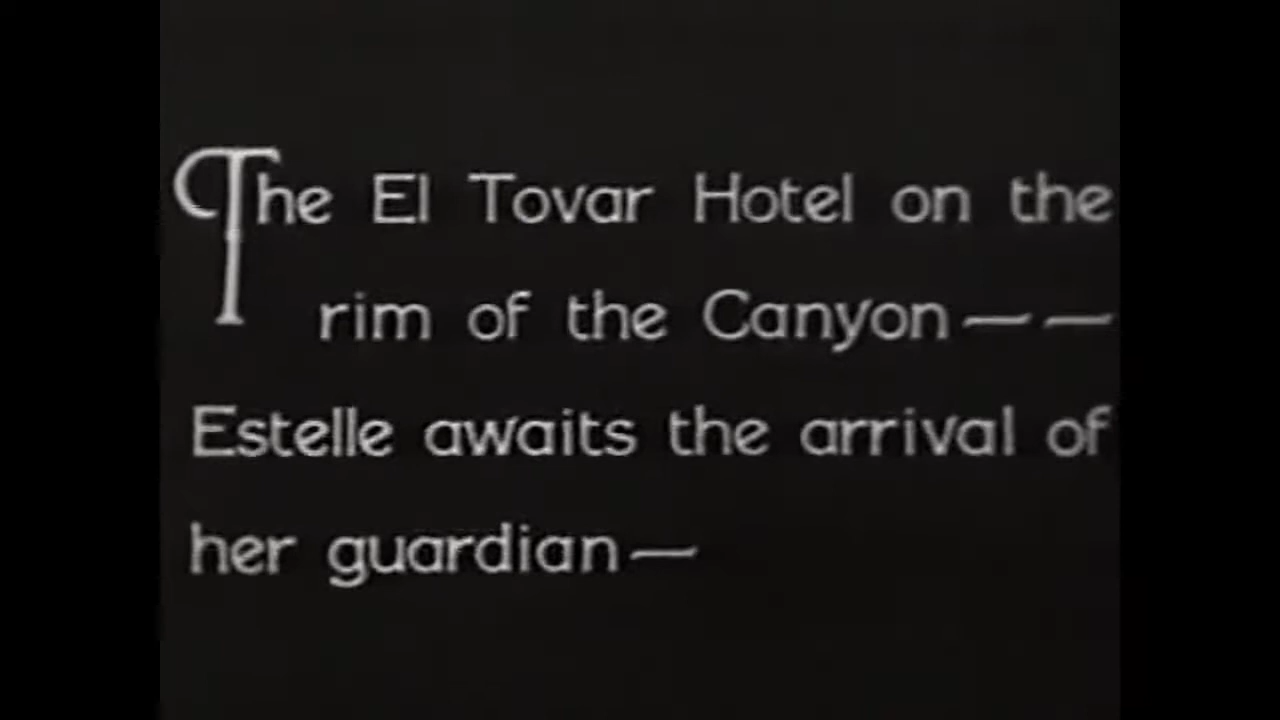 The El Tovar Hotel on the
rim of the Canyon — —
Estelle awaits the arrival of
her guardian —